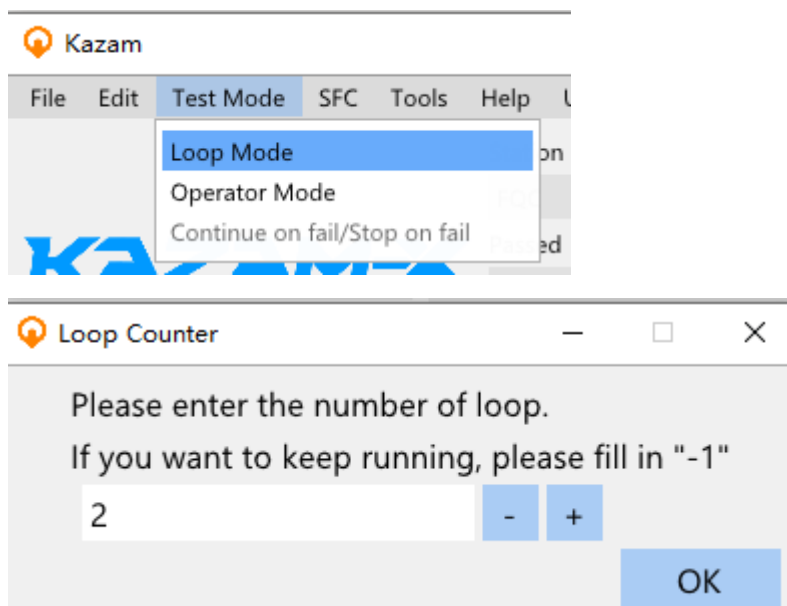 Kazam
File Edit Test Mode SFC Tools Help
Loop Mode
on
Operator Mode
Continue on fail/Stop on fail
ed
Loop Counter
Please enter the number of loop.
If you want to keep running, please fill in "-1"
2 - +
OK